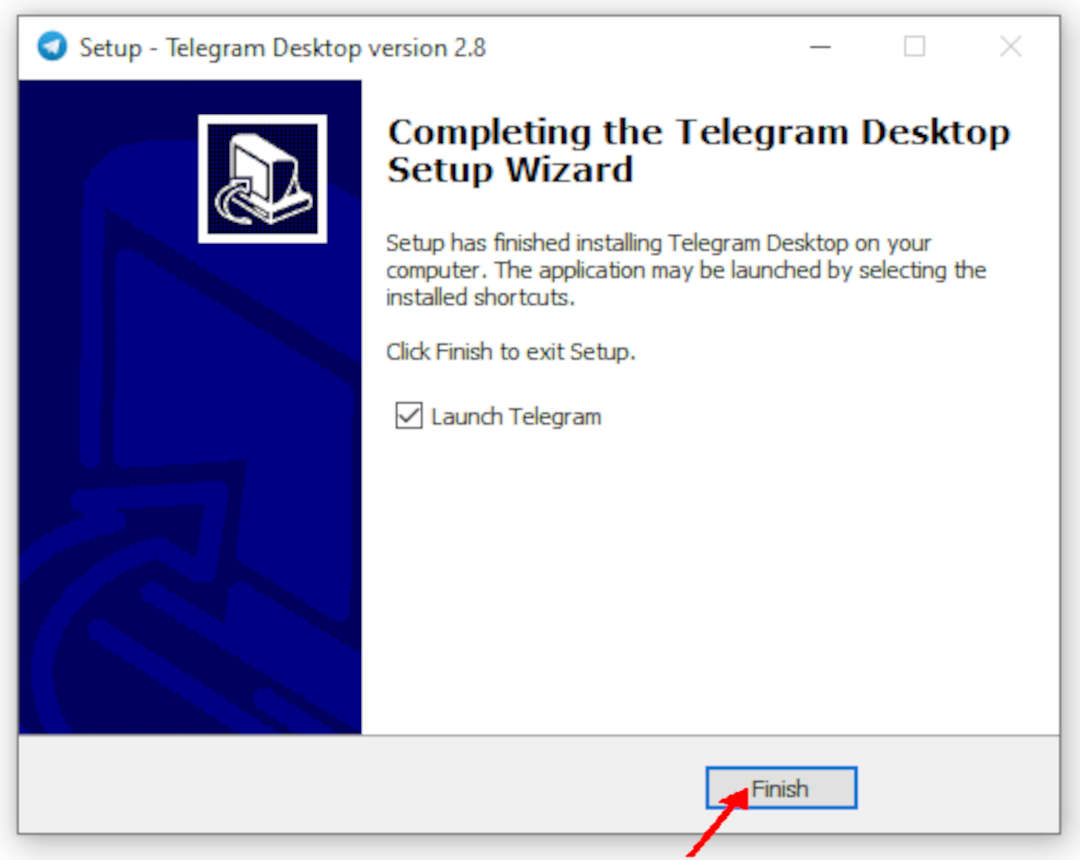 Setup - Telegram Desktop version 2.8
Completing the Telegram Desktop
Setup Wizard
Setup has finished installing Telegram Desktop on your
computer. The application may be launched by selecting the
installed shortcuts.
Click Finish to exit Setup.
Launch Telegram
Finish